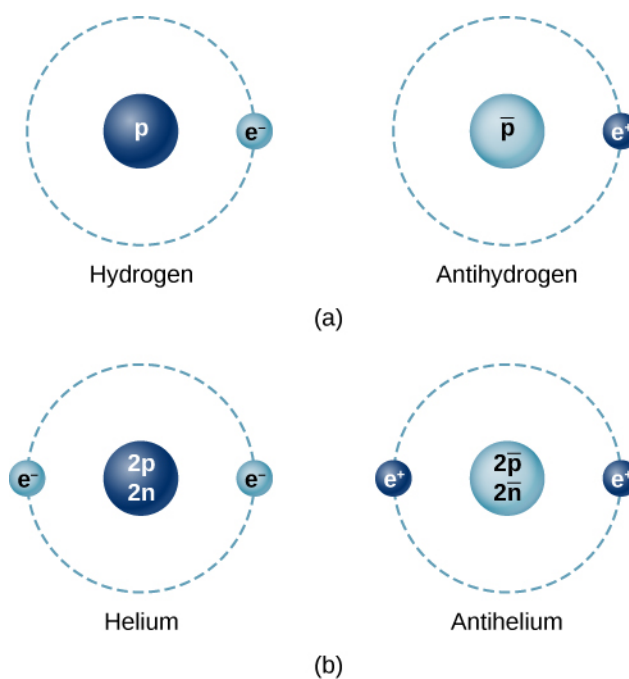 p e⁻ p̅ e⁺
Hydrogen Antihydrogen
(a)
e⁻ 2p e⁻ e⁺ 2p̅ e⁺
2n 2n̅
Helium Antihelium
(b)